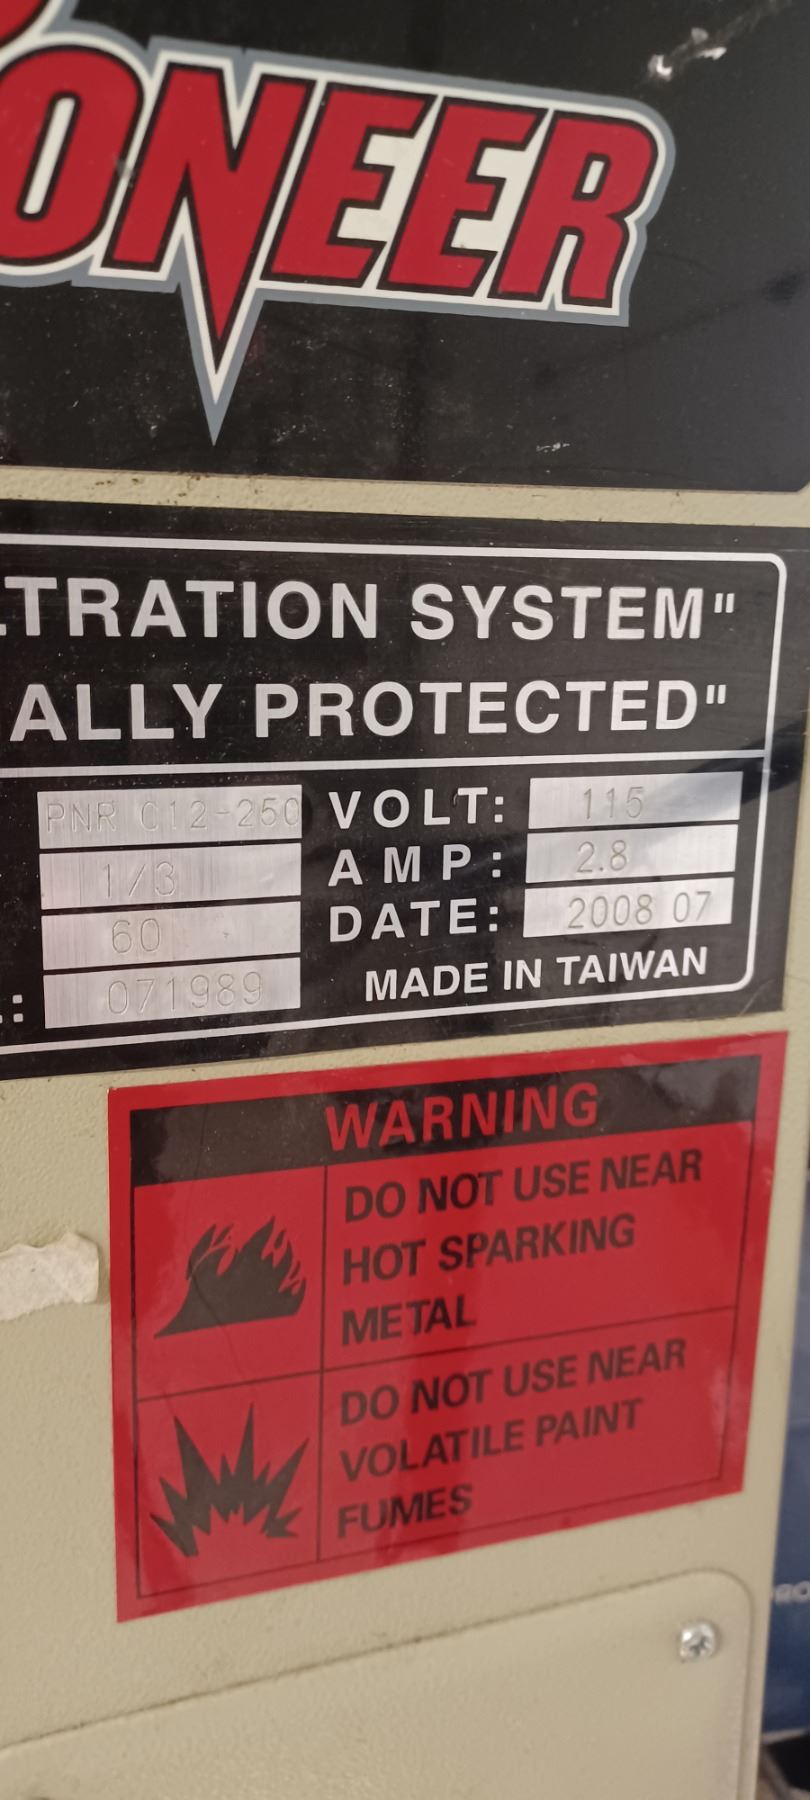 ONEER
TRATION SYSTEM"
ALLY PROTECTED"
PNR C12-250 VOLT: 115
1/3 AMP: 2.8
60 DATE: 2008 07
.: 071989 MADE IN TAIWAN
WARNING
DO NOT USE NEAR
HOT SPARKING
METAL
DO NOT USE NEAR
VOLATILE PAINT
FUMES